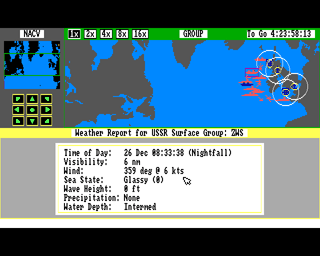 NACV 1x 2x 4x 8x 16x GROUP To Go 4:23:58:13
Weather Report for USSR Surface Group: ZWS
Time of Day: 26 Dec 08:33:38 (Nightfall)
Visibility: 6 nm
Wind: 359 deg @ 6 kts
Sea State: Glassy (0)
Wave Height: 0 ft
Precipitation: None
Water Depth: Intermed